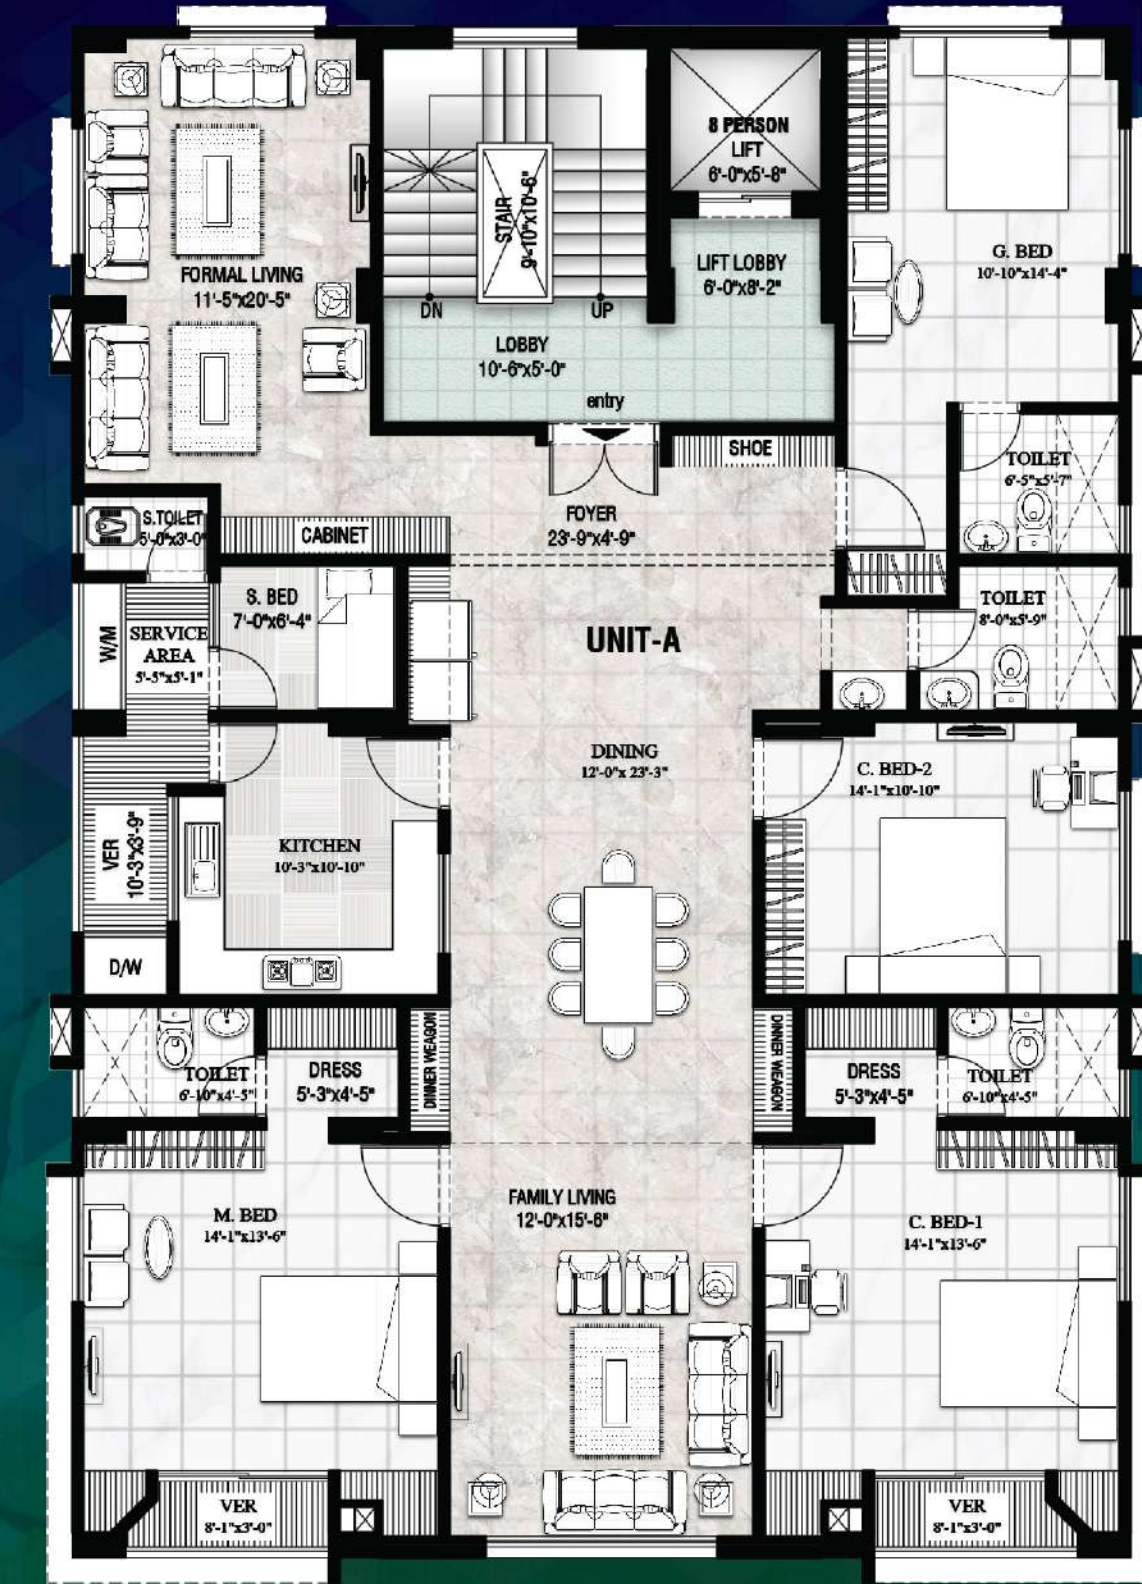 8 PERSON
LIFT
6'-0"x5'-8"
STAIR
9'-10"x10'-6"
G. BED
10'-10"x14'-4"
FORMAL LIVING
11'-5"x20'-5"
LIFT LOBBY
6'-0"x8'-2"
DN
UP
LOBBY
10'-6"x5'-0"
entry
SHOE
TOILET
6'-5"x5'-7"
S.TOILET
5'-0"x3'-0"
CABINET
FOYER
23'-9"x4'-9"
S. BED
7'-0"x6'-4"
TOILET
8'-0"x5'-9"
W/M
SERVICE
AREA
5'-5"x5'-1"
UNIT-A
DINING
12'-0"x 23'-3"
C. BED-2
14'-1"x10'-10"
VER
10'-3"x3'-9"
KITCHEN
10'-3"x10'-10"
D/W
DINNER WEAGON
DINNER WEAGON
TOILET
6'-10"x4'-5"
DRESS
5'-3"x4'-5"
DRESS
5'-3"x4'-5"
TOILET
6'-10"x4'-5"
M. BED
14'-1"x13'-6"
FAMILY LIVING
12'-0"x15'-6"
C. BED-1
14'-1"x13'-6"
VER
8'-1"x3'-0"
VER
8'-1"x3'-0"